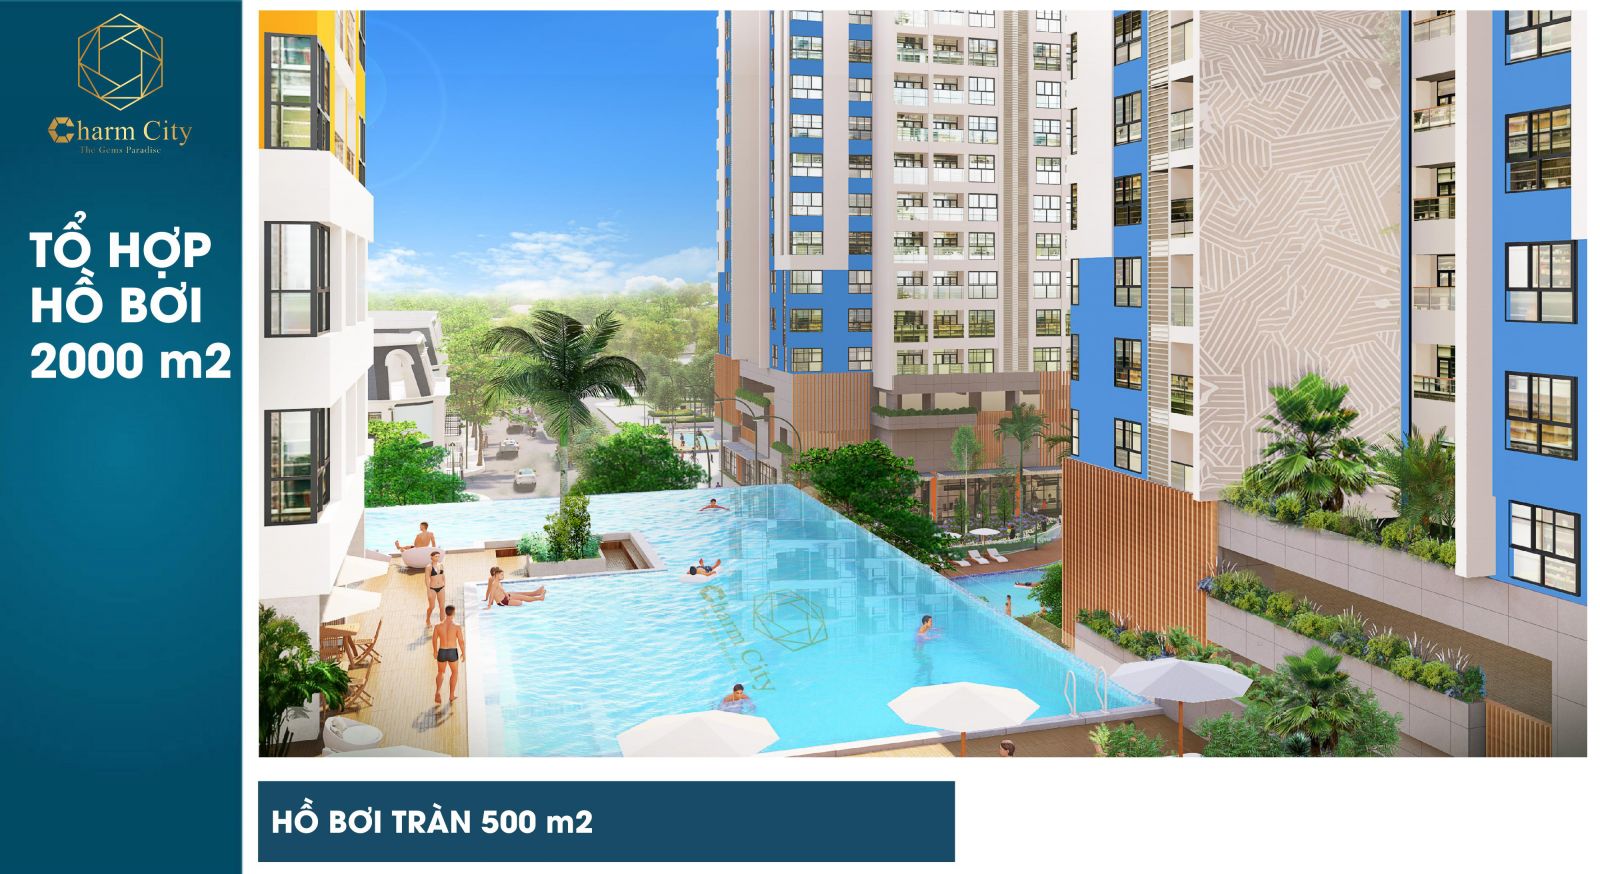 Charm City
The Gems Paradise
TỔ HỢP
HỒ BƠI
2000 m2
Charm City
HỒ BƠI TRÀN 500 m2